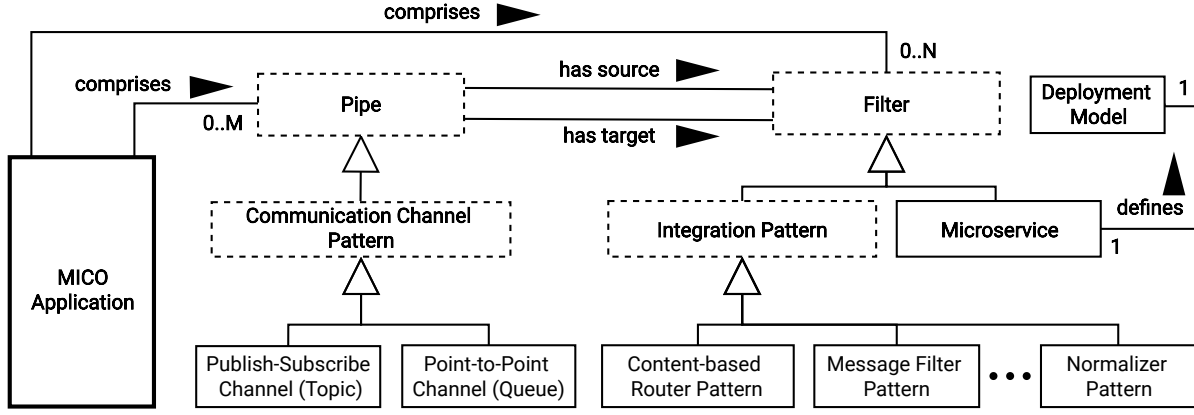 comprises
0..N
comprises
has source
Pipe
Filter
Deployment
Model
1
0..M
has target
defines
Communication Channel
Pattern
Integration Pattern
Microservice
1
MICO
Application
Publish-Subscribe
Channel (Topic)
Point-to-Point
Channel (Queue)
Content-based
Router Pattern
Message Filter
Pattern
•••
Normalizer
Pattern